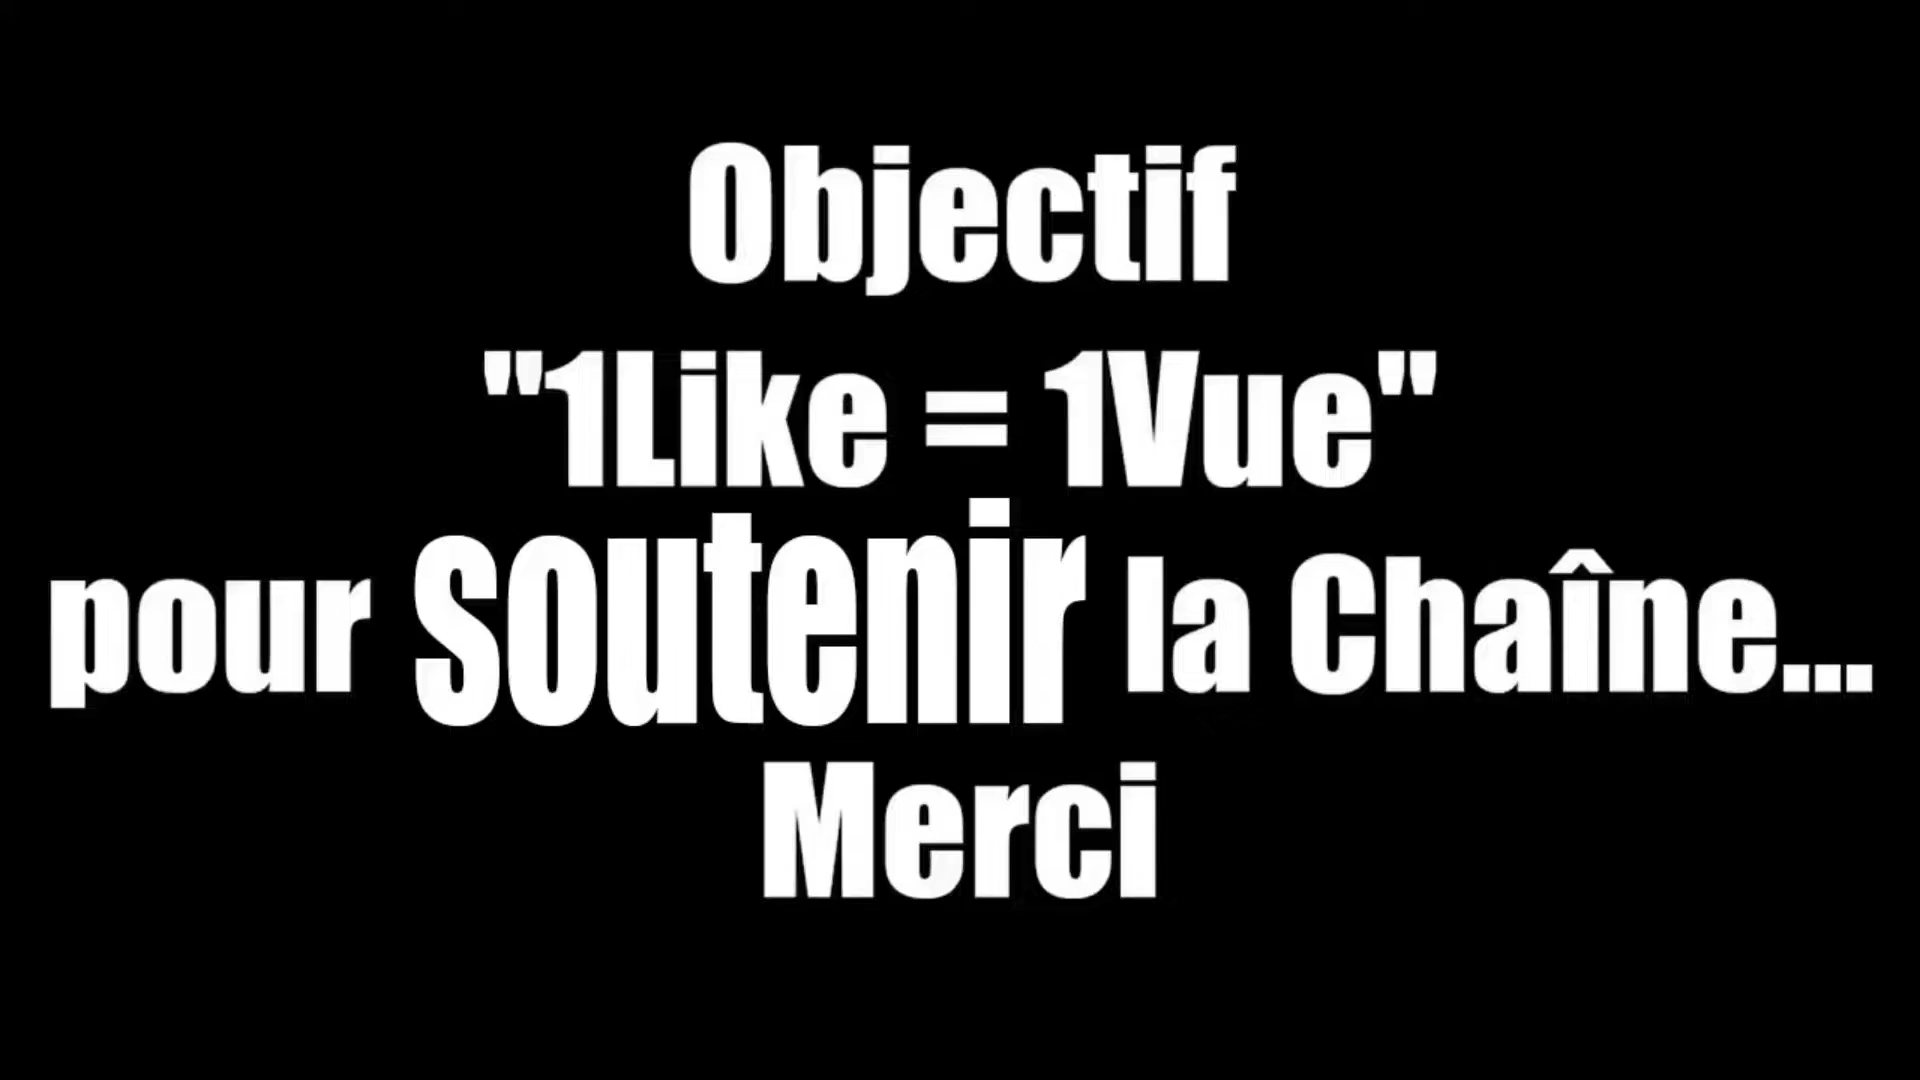 Objectif
"1Like = 1Vue"
pour soutenir la Chaîne...
Merci